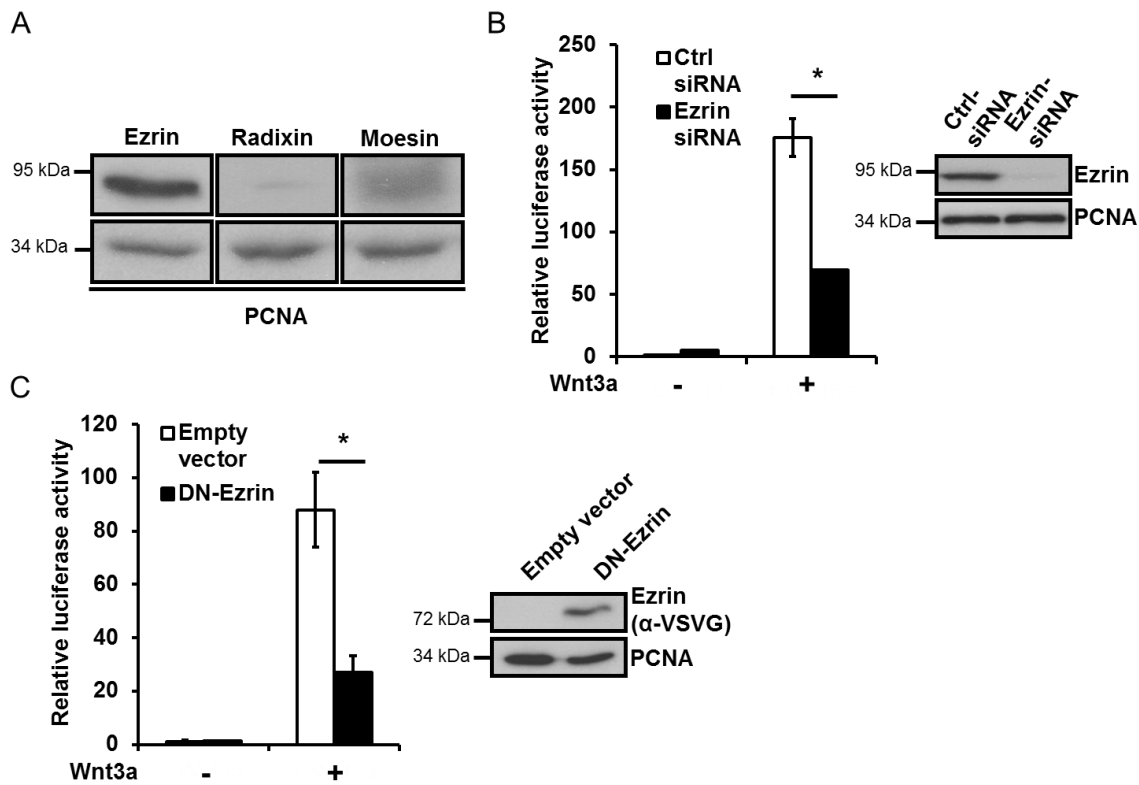 A
Ezrin Radixin Moesin
95 kDa
34 kDa
PCNA
B
Relative luciferase activity
250
200
150
100
50
0
Ctrl
siRNA
Ezrin
siRNA
*
Wnt3a - +
Ctrl-
siRNA
Ezrin-
siRNA
95 kDa Ezrin
34 kDa PCNA
C
Relative luciferase activity
120
100
80
60
40
20
0
Empty
vector
DN-Ezrin
*
Wnt3a - +
Empty vector
DN-Ezrin
72 kDa Ezrin
(α-VSVG)
34 kDa PCNA